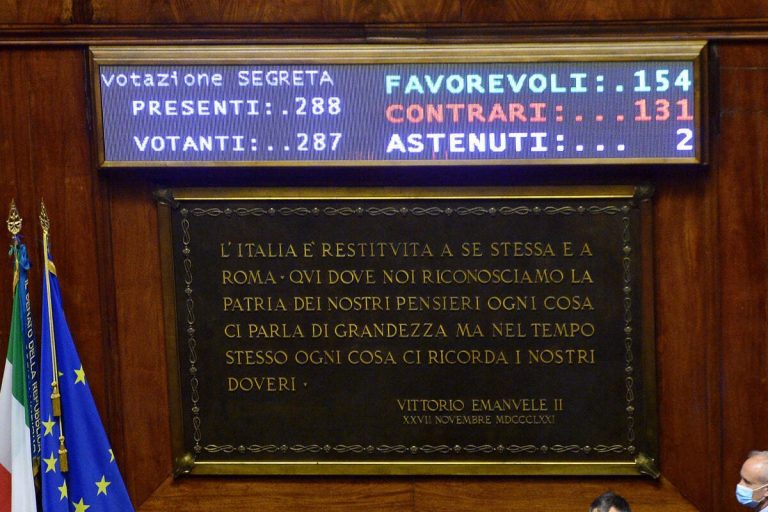 votazione SEGRETA
PRESENTI:.288
VOTANTI:..287
FAVOREVOLI:.154
CONTRARI:...131
ASTENUTI:... 2
L'ITALIA E' RESTITVITA A SE STESSA E A
ROMA · QVI DOVE NOI RICONOSCIAMO LA
PATRIA DEI NOSTRI PENSIERI OGNI COSA
CI PARLA DI GRANDEZZA MA NEL TEMPO
STESSO OGNI COSA CI RICORDA I NOSTRI
DOVERI ·
VITTORIO EMANVELE II
XXVII NOVEMBRE MDCCCLXXI
DELLA REPUBBLICA